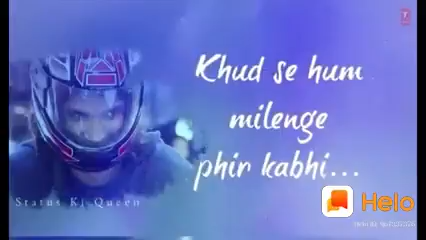 Khud se hum
milenge
phir kabhi...
Status Ki Queen
Helo